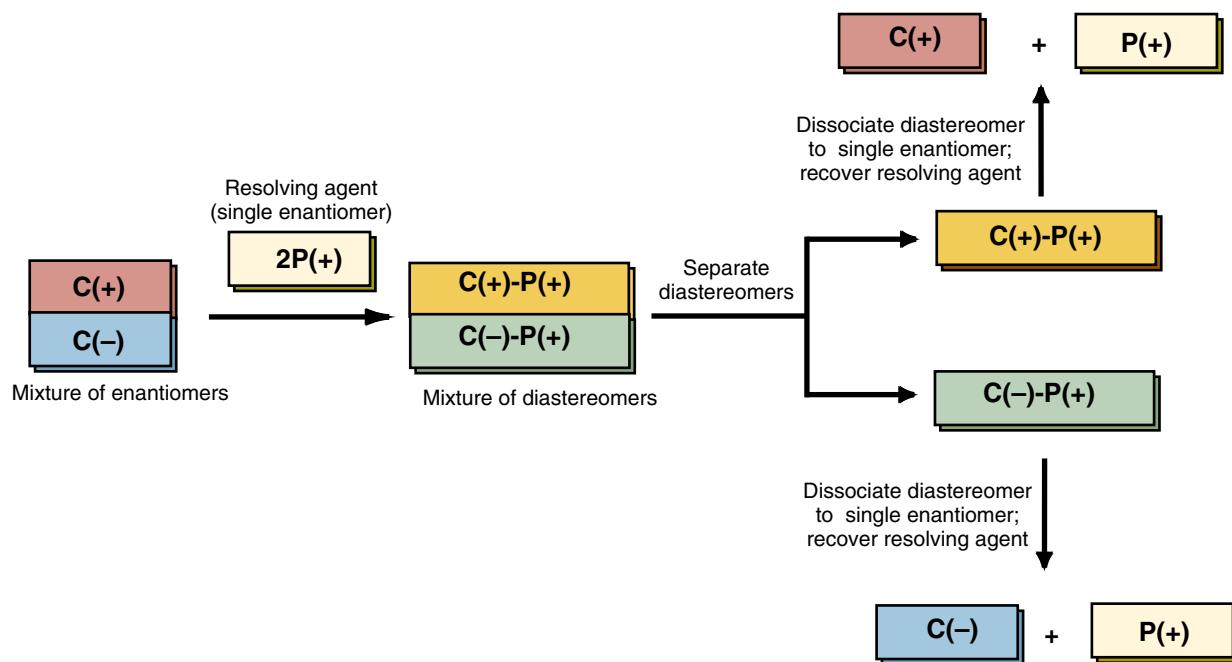 C(+) + P(+)
Dissociate diastereomer
to single enantiomer;
recover resolving agent
Resolving agent
(single enantiomer)
2P(+)
C(+)
C(–)
Mixture of enantiomers
C(+)-P(+)
C(–)-P(+)
Mixture of diastereomers
Separate
diastereomers
C(+)-P(+)
C(–)-P(+)
Dissociate diastereomer
to single enantiomer;
recover resolving agent
C(–) + P(+)